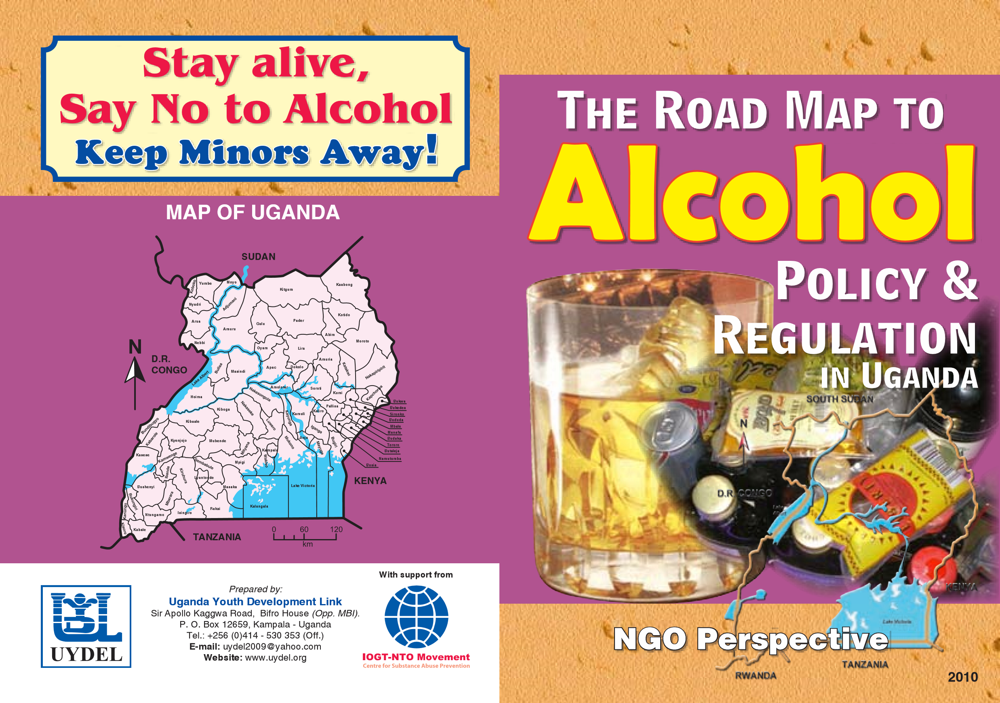 Stay alive,
Say No to Alcohol
Keep Minors Away!
MAP OF UGANDA
SUDAN
Koboko
Yumbe
Moyo
Kaabong
Kitgum
Nyadri
Adjumani
Kotido
Arua
Amuru
Gulu
Pader
Abim
Moroto
Nebbi
Oyam
Lira
N
D.R.
CONGO
Amuria
Katakwi
Bulisa
Masindi
Apac
Dokolo
Nakapiripirit
Lake Albert
Amolatar
Soroti
Kumi
Kapchorwa
Hoima
Nakasongola
Bukwa
Bukedea
Sironko
Bududa
Mbale
Manafa
Budaka
Tororo
Butaleja
Namutumba
Busia
Kiboga
Nakaseke
Kayunga
Kamuli
Kaliro
Pallisa
Kibaale
Luwero
Iganga
Bundibugyo
Kabarole
Kyenjojo
Mubende
Mityana
Mukono
Jinja
Mayuge
Bugiri
Kasese
Kamwenge
Kampala
Wakiso
Sembabule
Mpigi
Ibanda
Kiruhura
Lyantonde
Masaka
Bushenyi
Lake Victoria
KENYA
Rukungiri
Mbarara
Kanungu
Ntungamo
Isingiro
Rakai
Kalangala
Kisoro
Kabale
TANZANIA
0 60 120
km
UYDEL
Prepared by:
Uganda Youth Development Link
Sir Apollo Kaggwa Road, Bifro House (Opp. MBI).
P. O. Box 12659, Kampala - Uganda
Tel.: +256 (0)414 - 530 353 (Off.)
E-mail: uydel2009@yahoo.com
Website: www.uydel.org
With support from
IOGT-NTO Movement
Centre for Substance Abuse Prevention
THE ROAD MAP TO
Alcohol
POLICY &
REGULATION
IN UGANDA
SOUTH SUDAN
N
D.R CONGO
KENYA
Lake Victoria
NGO Perspective
TANZANIA
RWANDA
2010